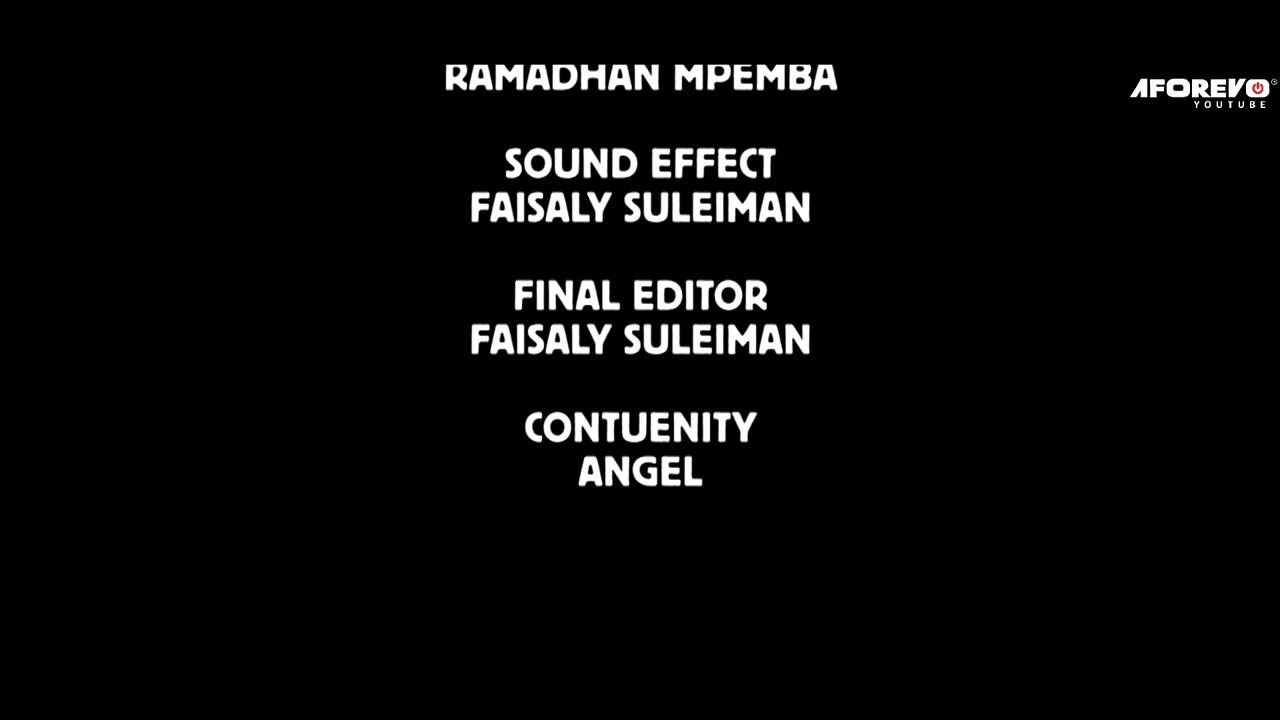 RAMADHAN MPEMBA
AFOREVO
YOUTUBE
SOUND EFFECT
FAISALY SULEIMAN
FINAL EDITOR
FAISALY SULEIMAN
CONTUENITY
ANGEL